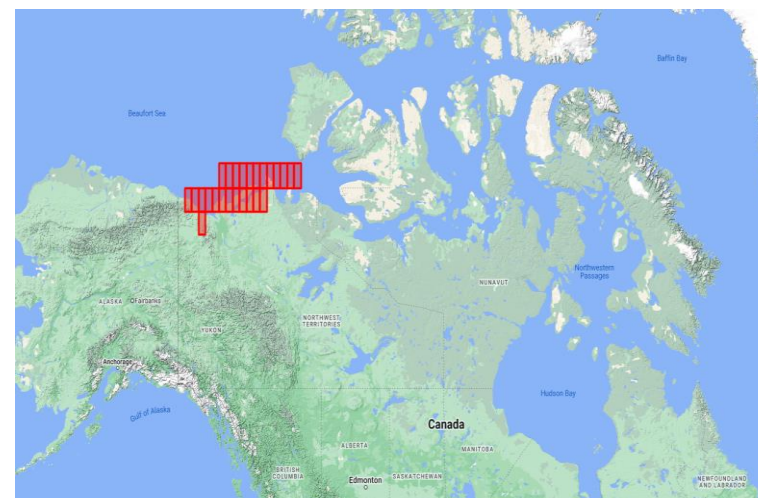 Baffin Bay
Beaufort Sea
Northwestern
Passages
NUNAVUT
ALASKA
Fairbanks
NORTHWEST
TERRITORIES
YUKON
Anchorage
Hudson Bay
Gulf of Alaska
Canada
ALBERTA
MANITOBA
BRITISH
COLUMBIA
Edmonton
SASKATCHEWAN
NEWFOUNDLAND
AND LABRADOR